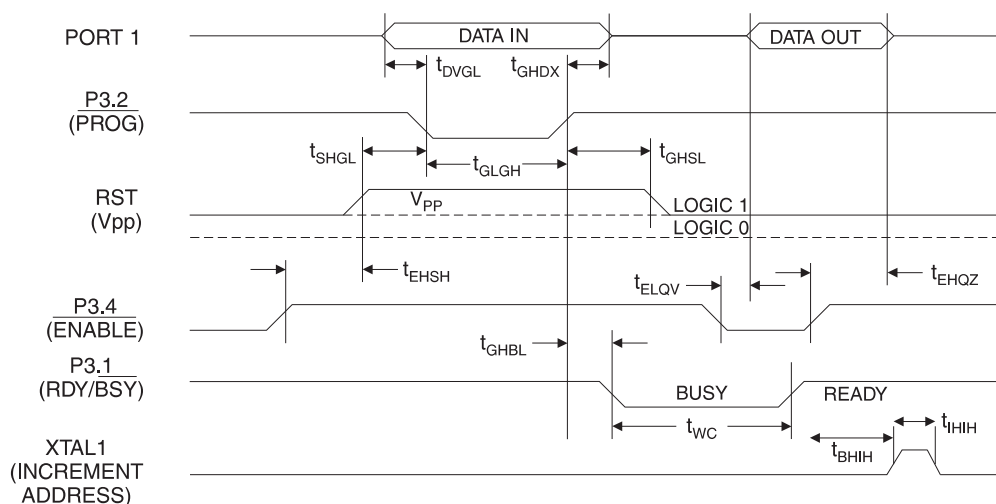 PORT 1
DATA IN
DATA OUT
tDVGL
tGHDX
P3.2
(PROG)
tSHGL
tGLGH
tGHSL
RST
(Vpp)
VPP
LOGIC 1
LOGIC 0
tEHSH
tELQV
tEHQZ
P3.4
(ENABLE)
tGHBL
P3.1
(RDY/BSY)
BUSY
READY
tWC
tIHIH
tBHIH
XTAL1
(INCREMENT
ADDRESS)